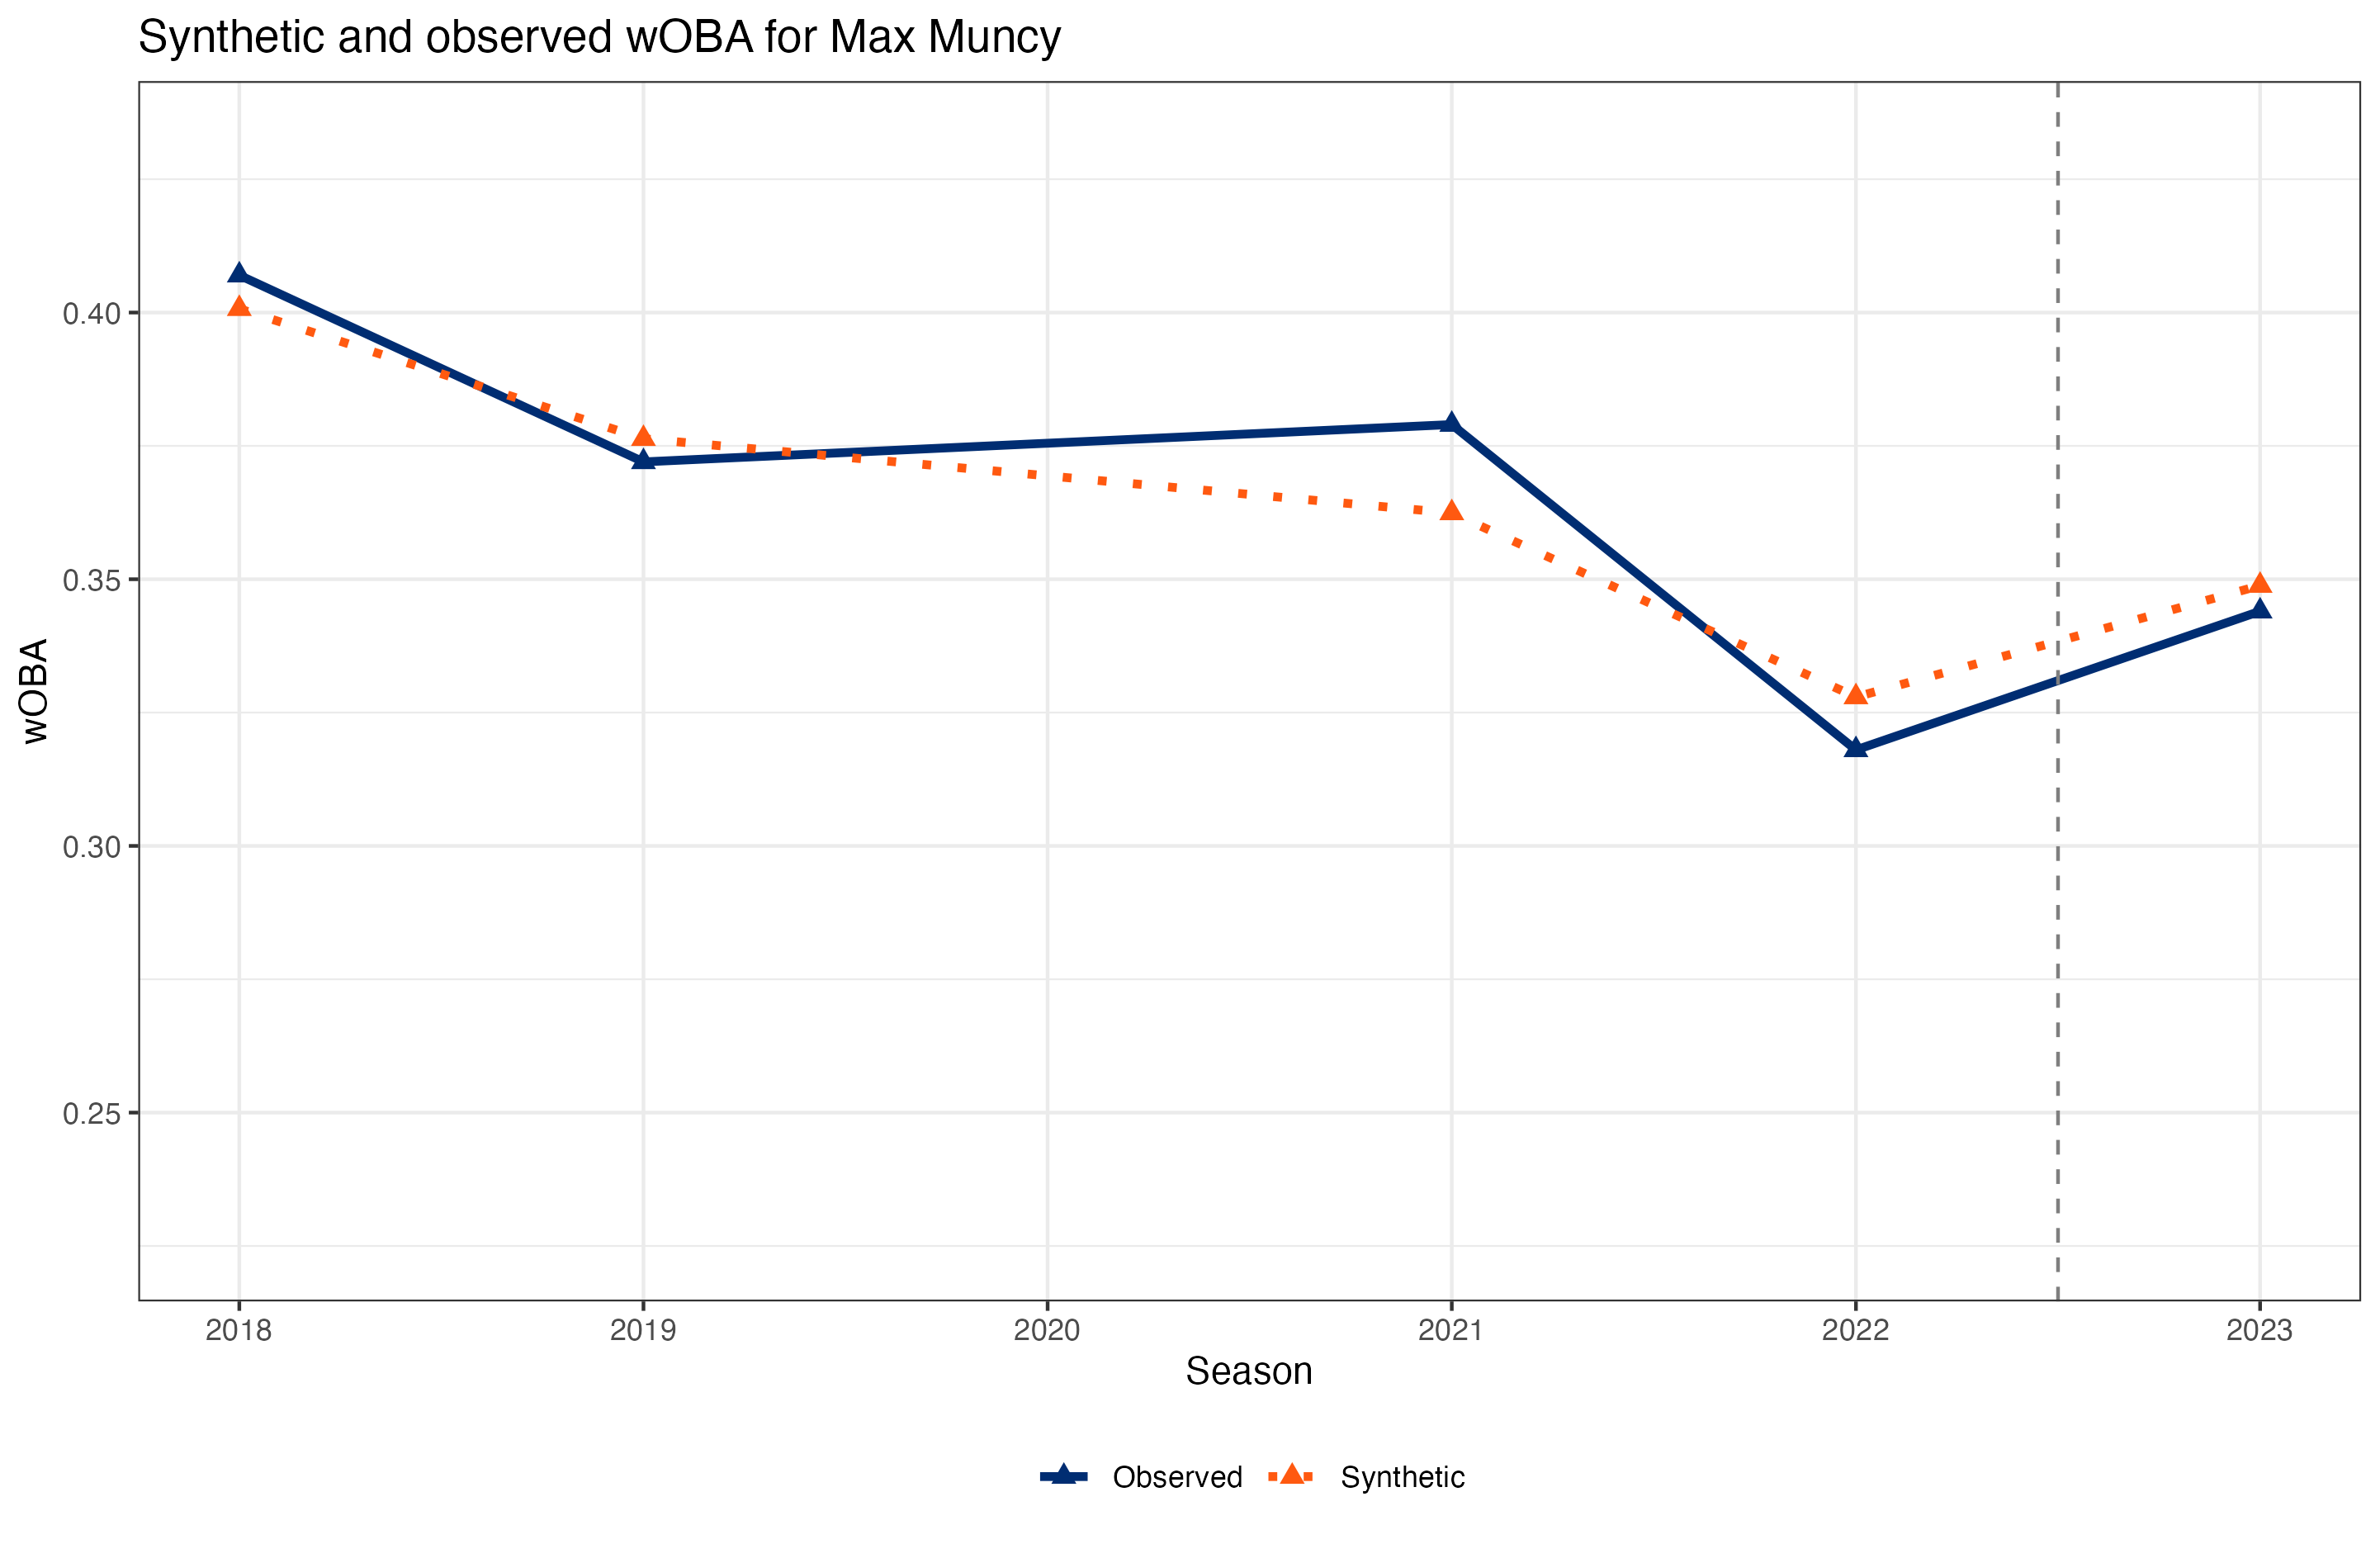 Synthetic and observed wOBA for Max Muncy
wOBA
0.40
0.35
0.30
0.25
2018 2019 2020 2021 2022 2023
Season
Observed Synthetic